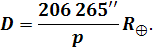 D = 206 265″ / p R⊕.